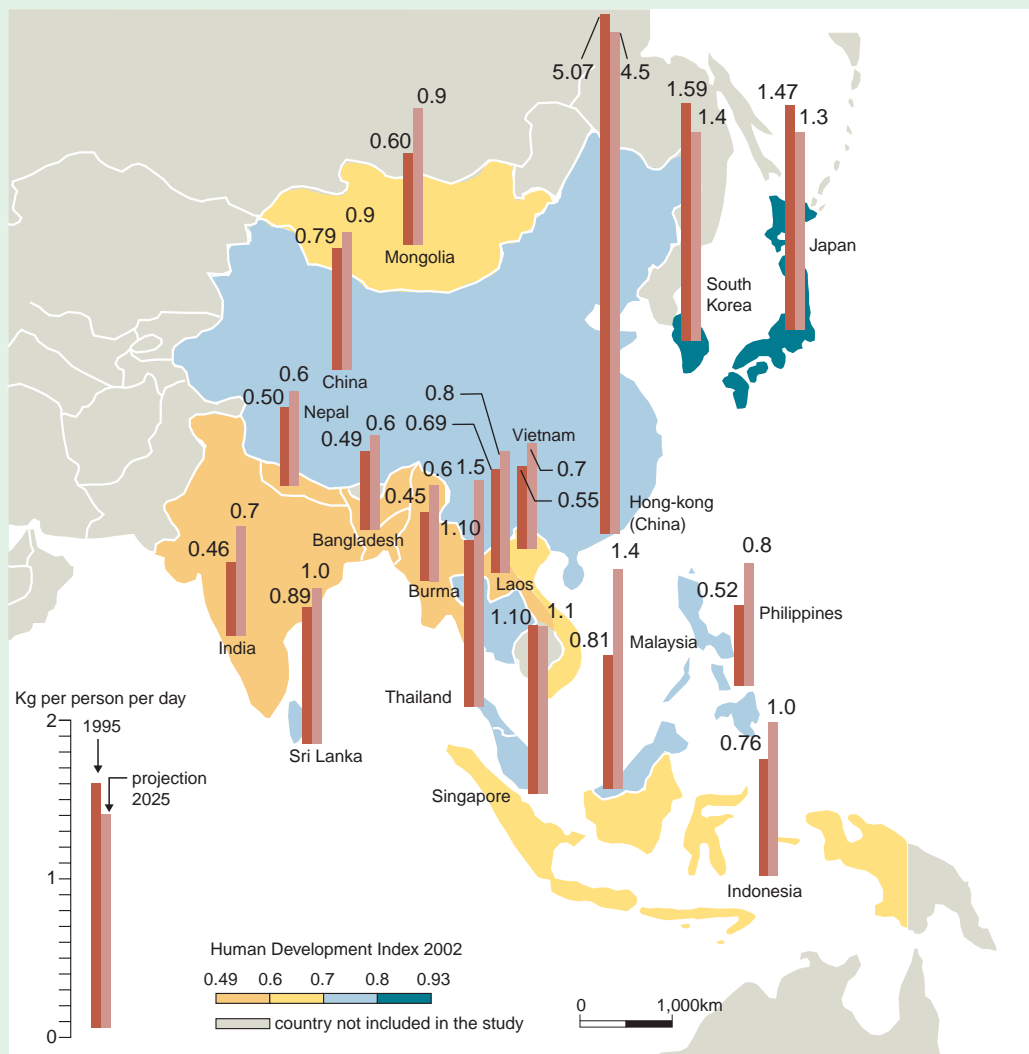 5.07
4.5
1.59
1.4
1.47
1.3
0.9
0.60
Mongolia
0.79
0.9
China
Japan
South
Korea
0.6
0.50
Nepal
0.49
0.6
Bangladesh
0.8
0.69
Vietnam
0.7
0.55
Laos
0.45
0.6
Burma
1.5
1.10
Thailand
Hong-kong
(China)
0.7
0.46
India
1.0
0.89
Sri Lanka
1.10
1.1
Singapore
1.4
0.81
Malaysia
0.8
0.52
Philippines
1.0
0.76
Indonesia
Kg per person per day
2
1995
projection
2025
1
0
Human Development Index 2002
0.49 0.6 0.7 0.8 0.93
country not included in the study
0 1,000km